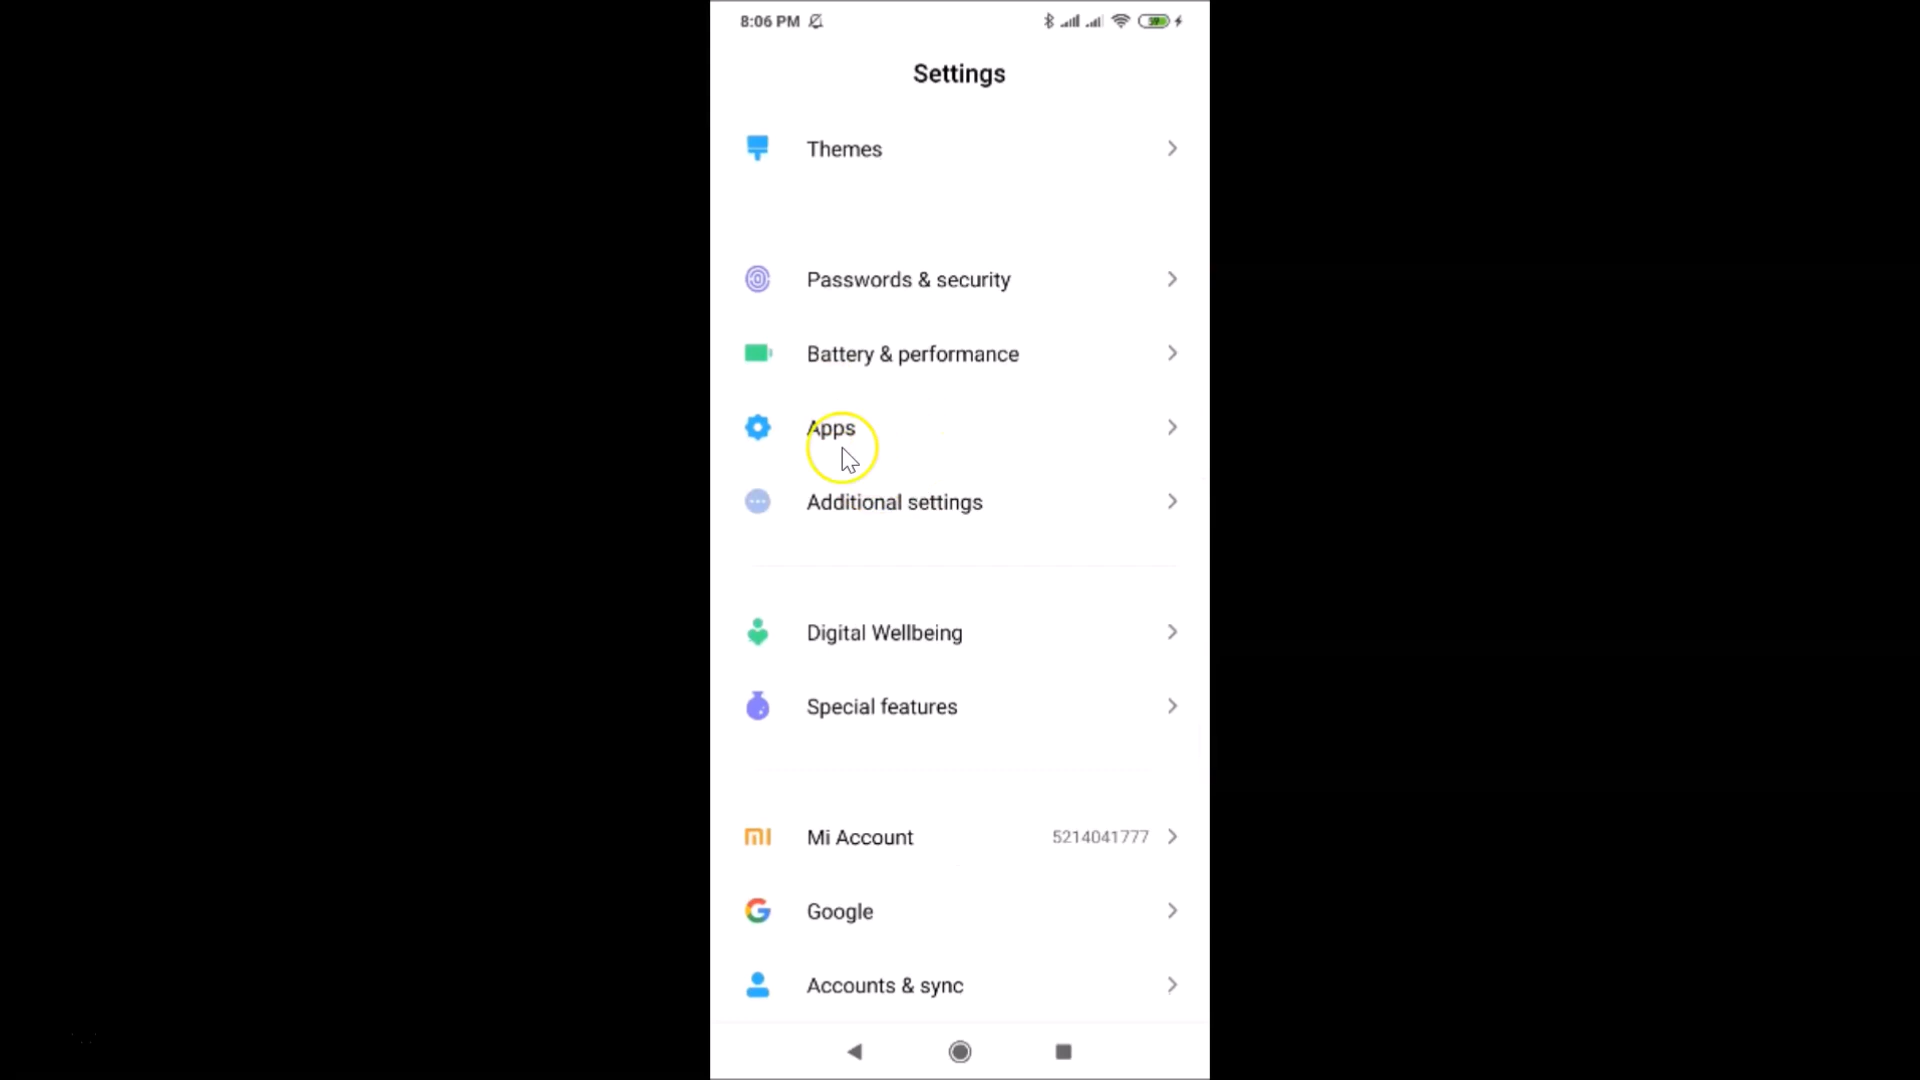 8:06 PM
59
Settings
Themes
Passwords & security
Battery & performance
Apps
Additional settings
Digital Wellbeing
Special features
Mi Account 5214041777
Google
Accounts & sync